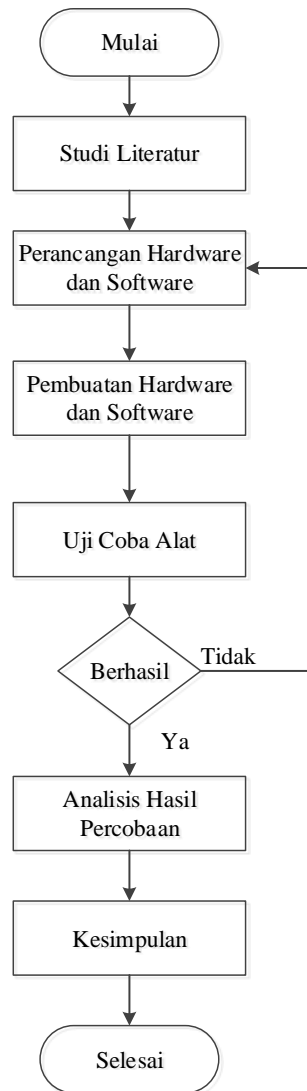 Mulai
Studi Literatur
Perancangan Hardware
dan Software
Pembuatan Hardware
dan Software
Uji Coba Alat
Berhasil
Tidak
Ya
Analisis Hasil
Percobaan
Kesimpulan
Selesai